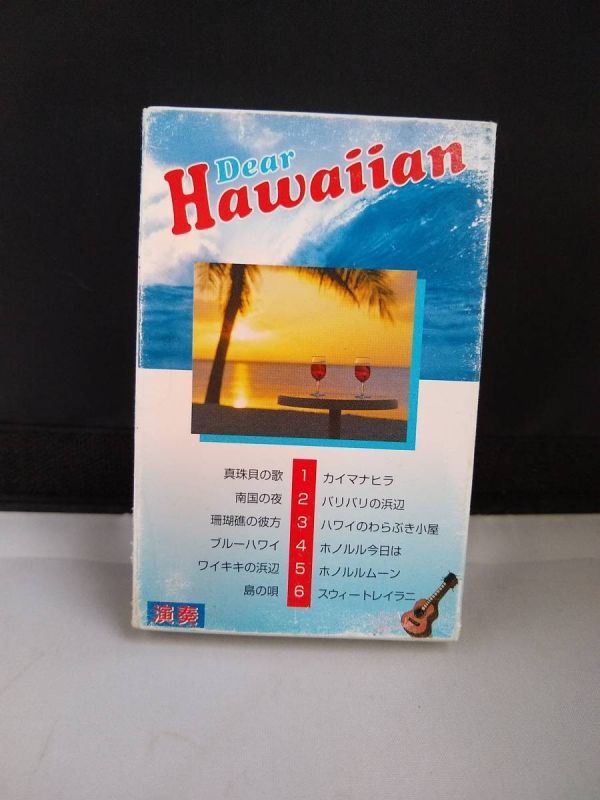 Dear
Hawaiian
真珠貝の歌 1 カイマナヒラ
南国の夜 2 バリバリの浜辺
珊瑚礁の彼方 3 ハワイのわらぶき小屋
ブルーハワイ 4 ホノルル今日は
ワイキキの浜辺 5 ホノルルムーン
島の唄 6 スウィートレイラニ
演奏